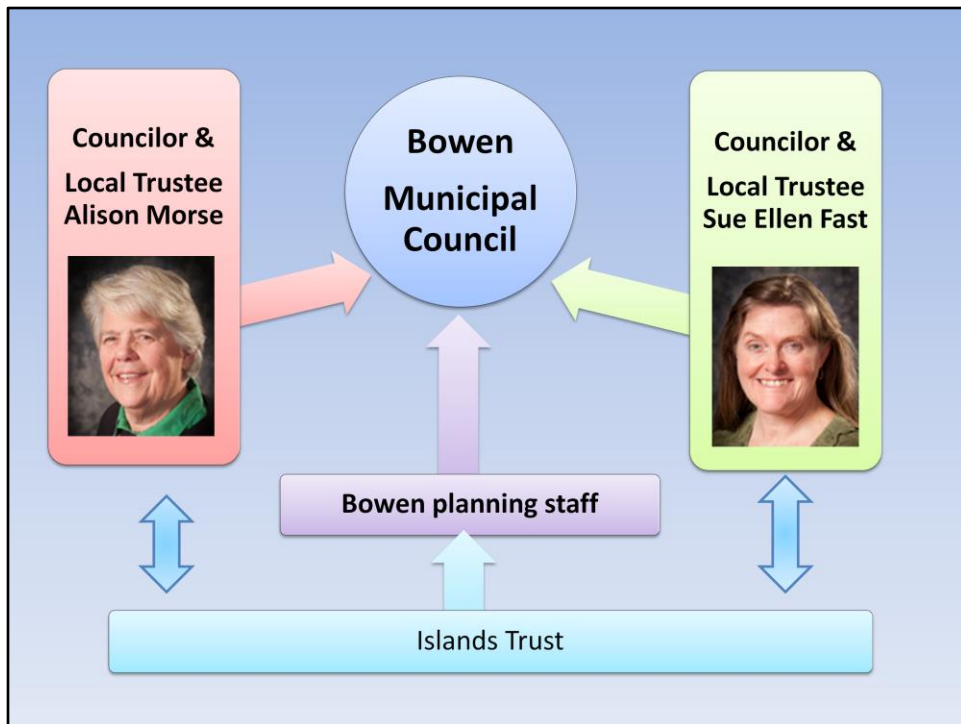 Councilor &
Local Trustee
Alison Morse
Bowen
Municipal
Council
Councilor &
Local Trustee
Sue Ellen Fast
Bowen planning staff
Islands Trust